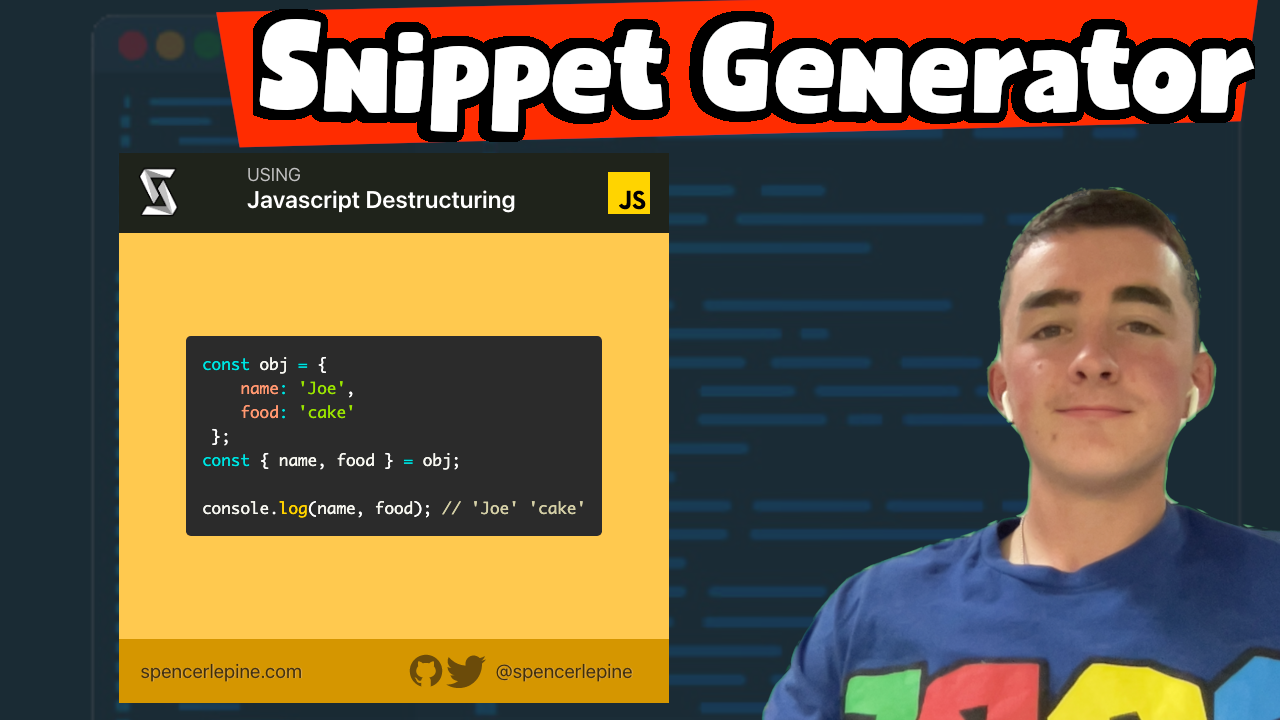 Snippet Generator
USING
Javascript Destructuring
JS
const obj = {
    name: 'Joe',
    food: 'cake'
 };
const { name, food } = obj;
console.log(name, food); // 'Joe' 'cake'
spencerlepine.com
@spencerlepine